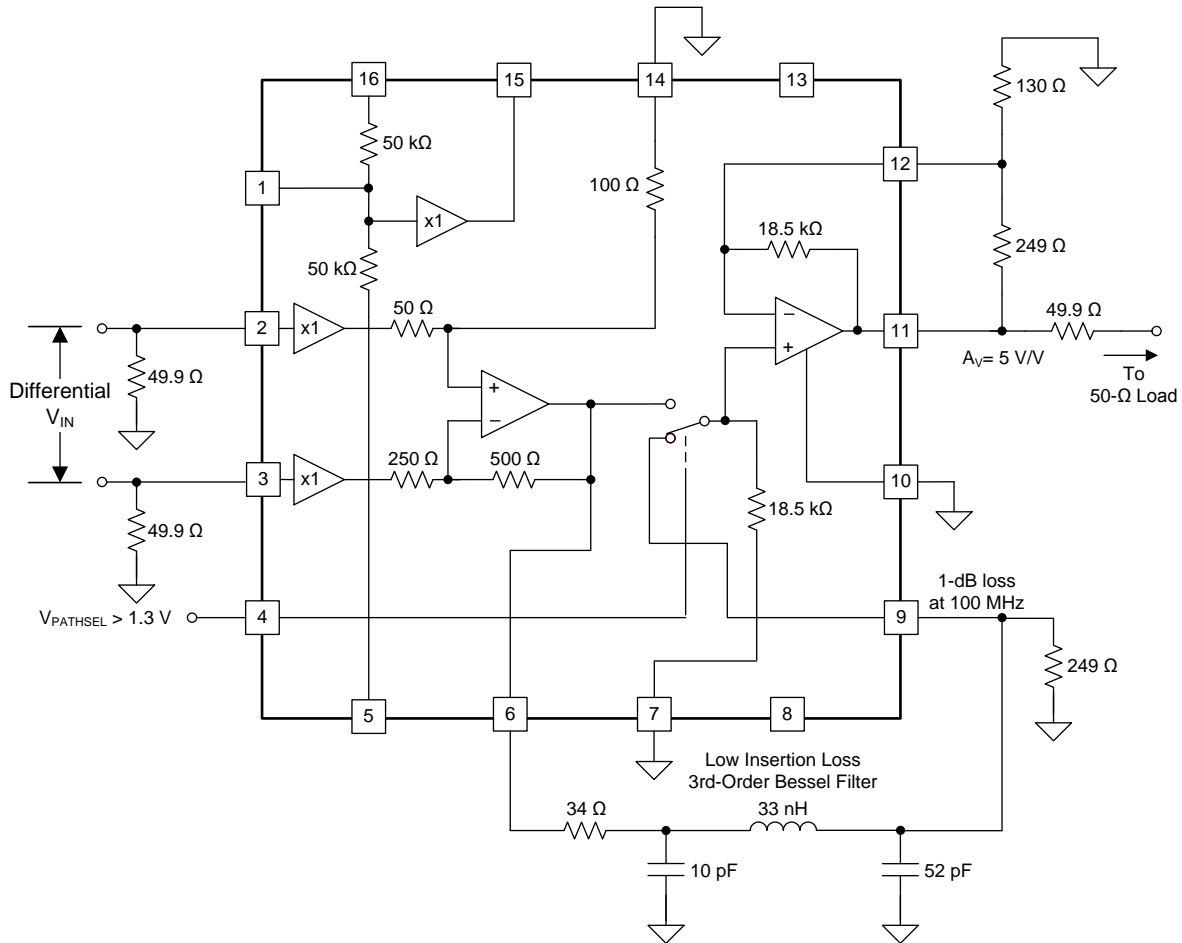 16
15
14
13
130 Ω
50 kΩ
12
1
x1
100 Ω
18.5 kΩ
249 Ω
50 kΩ
2
x1
50 Ω
–
+
11
49.9 Ω
A_V= 5 V/V
To
50-Ω Load
Differential
V_IN
49.9 Ω
+
–
3
x1
250 Ω
500 Ω
10
18.5 kΩ
49.9 Ω
1-dB loss
at 100 MHz
V_PATHSEL > 1.3 V
4
9
249 Ω
5
6
7
8
Low Insertion Loss
3rd-Order Bessel Filter
34 Ω
33 nH
10 pF
52 pF